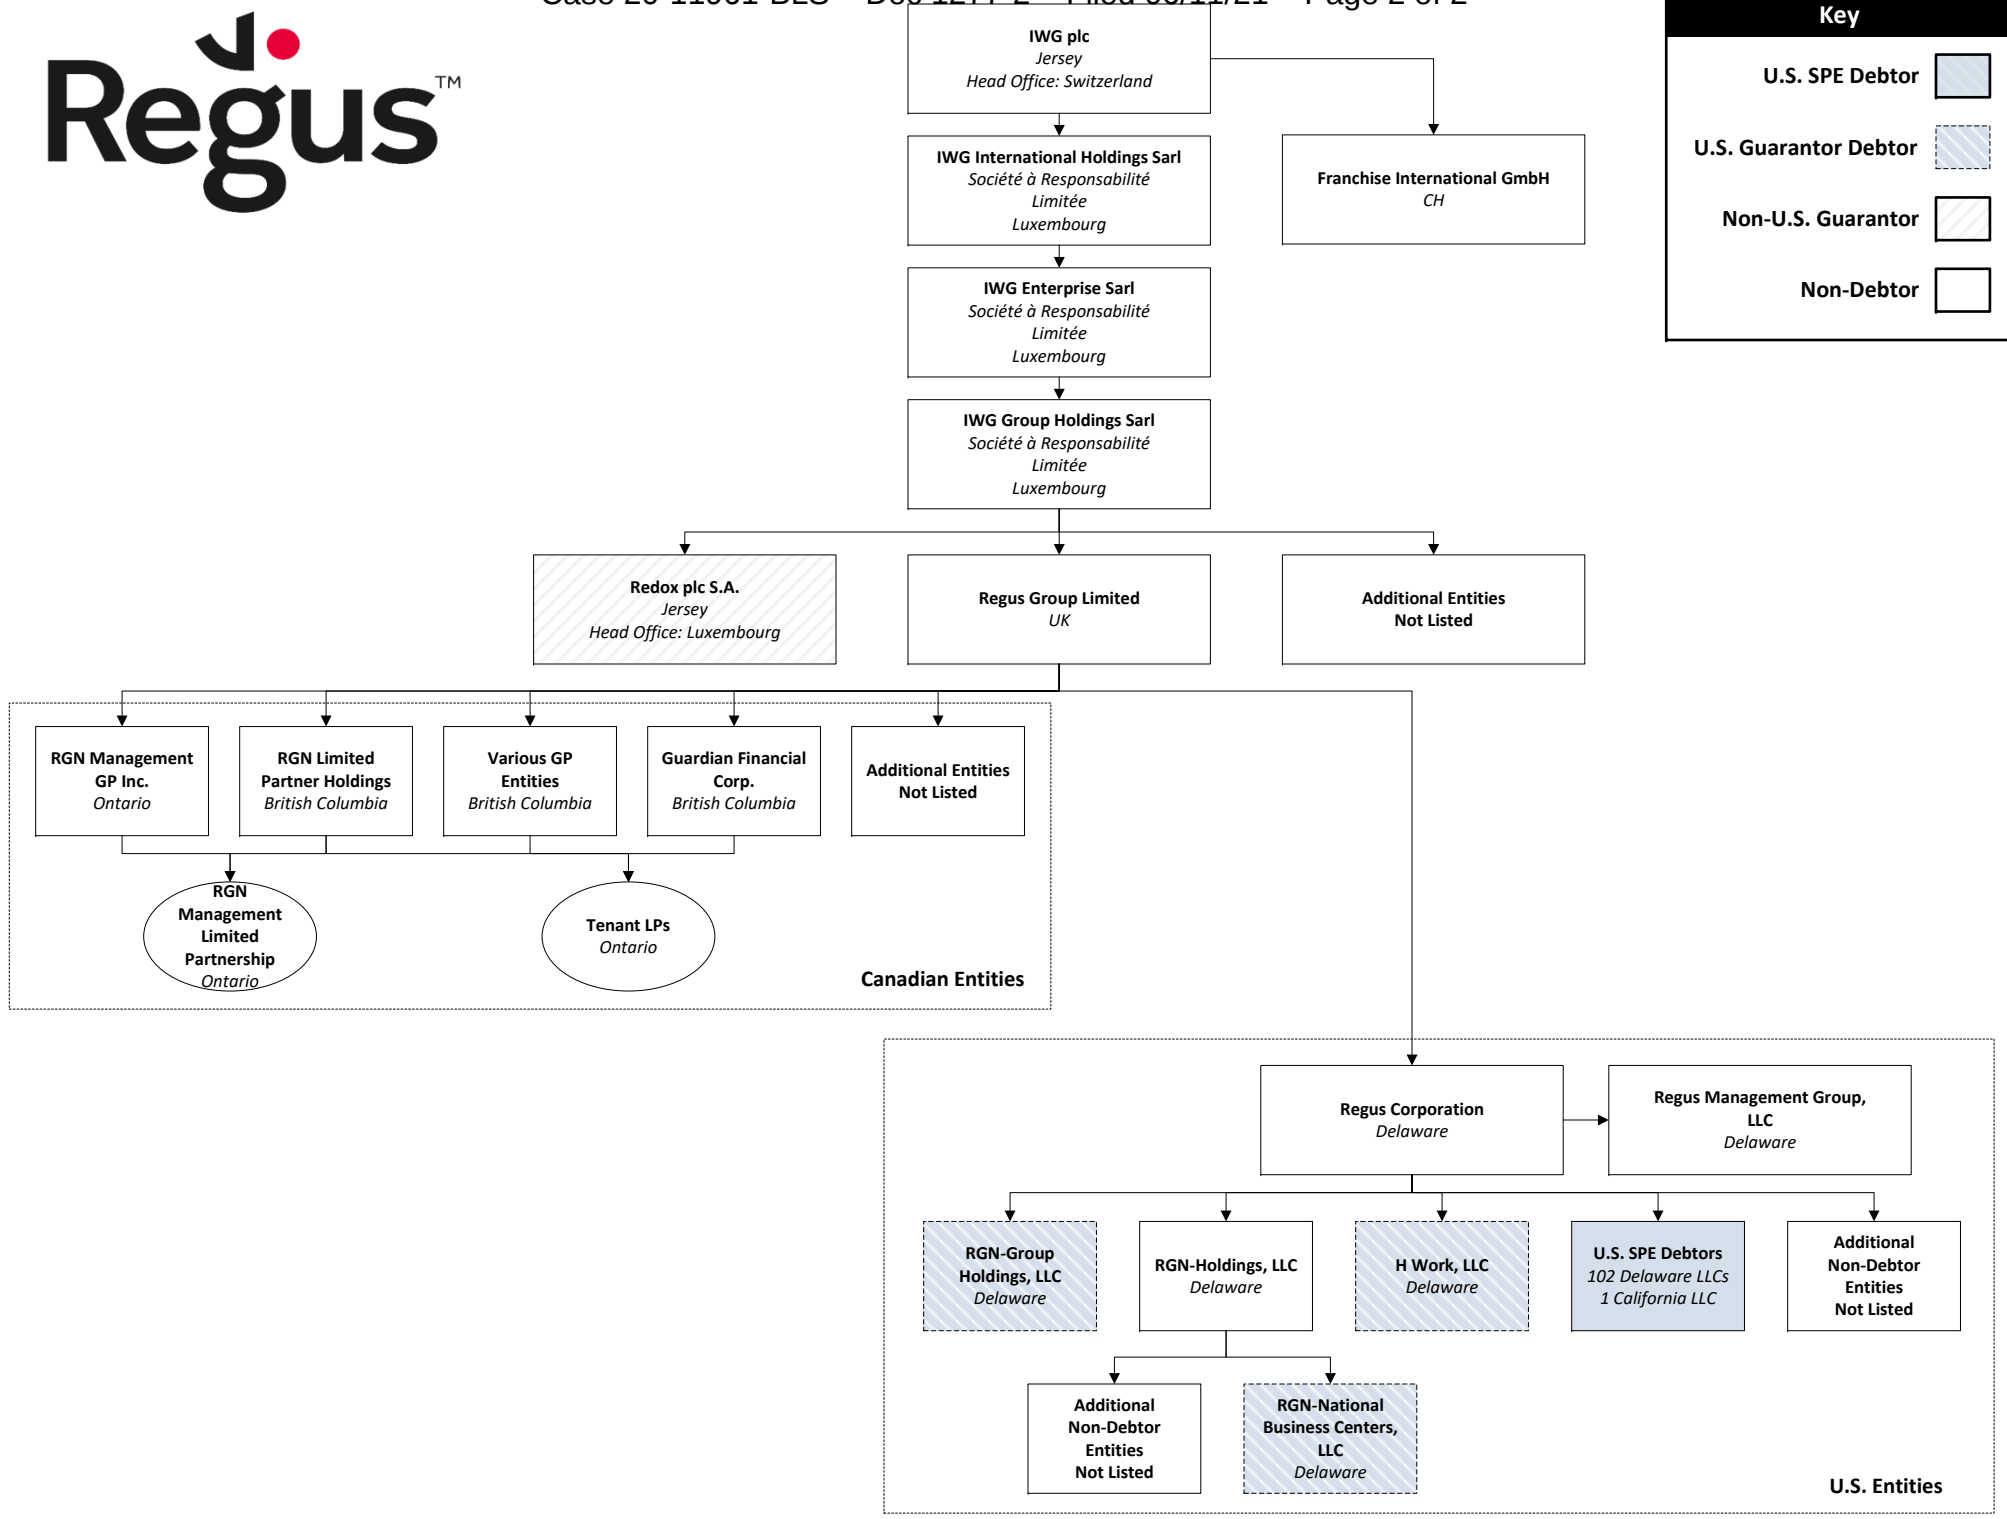 Regus™
IWG plc
Jersey
Head Office: Switzerland
Key
U.S. SPE Debtor
U.S. Guarantor Debtor
Non-U.S. Guarantor
Non-Debtor
IWG International Holdings Sarl
Société à Responsabilité
Limitée
Luxembourg
Franchise International GmbH
CH
IWG Enterprise Sarl
Société à Responsabilité
Limitée
Luxembourg
IWG Group Holdings Sarl
Société à Responsabilité
Limitée
Luxembourg
Redox plc S.A.
Jersey
Head Office: Luxembourg
Regus Group Limited
UK
Additional Entities
Not Listed
RGN Management
GP Inc.
Ontario
RGN Limited
Partner Holdings
British Columbia
Various GP
Entities
British Columbia
Guardian Financial
Corp.
British Columbia
Additional Entities
Not Listed
RGN
Management
Limited
Partnership
Ontario
Tenant LPs
Ontario
Canadian Entities
Regus Corporation
Delaware
Regus Management Group,
LLC
Delaware
RGN-Group
Holdings, LLC
Delaware
RGN-Holdings, LLC
Delaware
H Work, LLC
Delaware
U.S. SPE Debtors
102 Delaware LLCs
1 California LLC
Additional
Non-Debtor
Entities
Not Listed
Additional
Non-Debtor
Entities
Not Listed
RGN-National
Business Centers,
LLC
Delaware
U.S. Entities